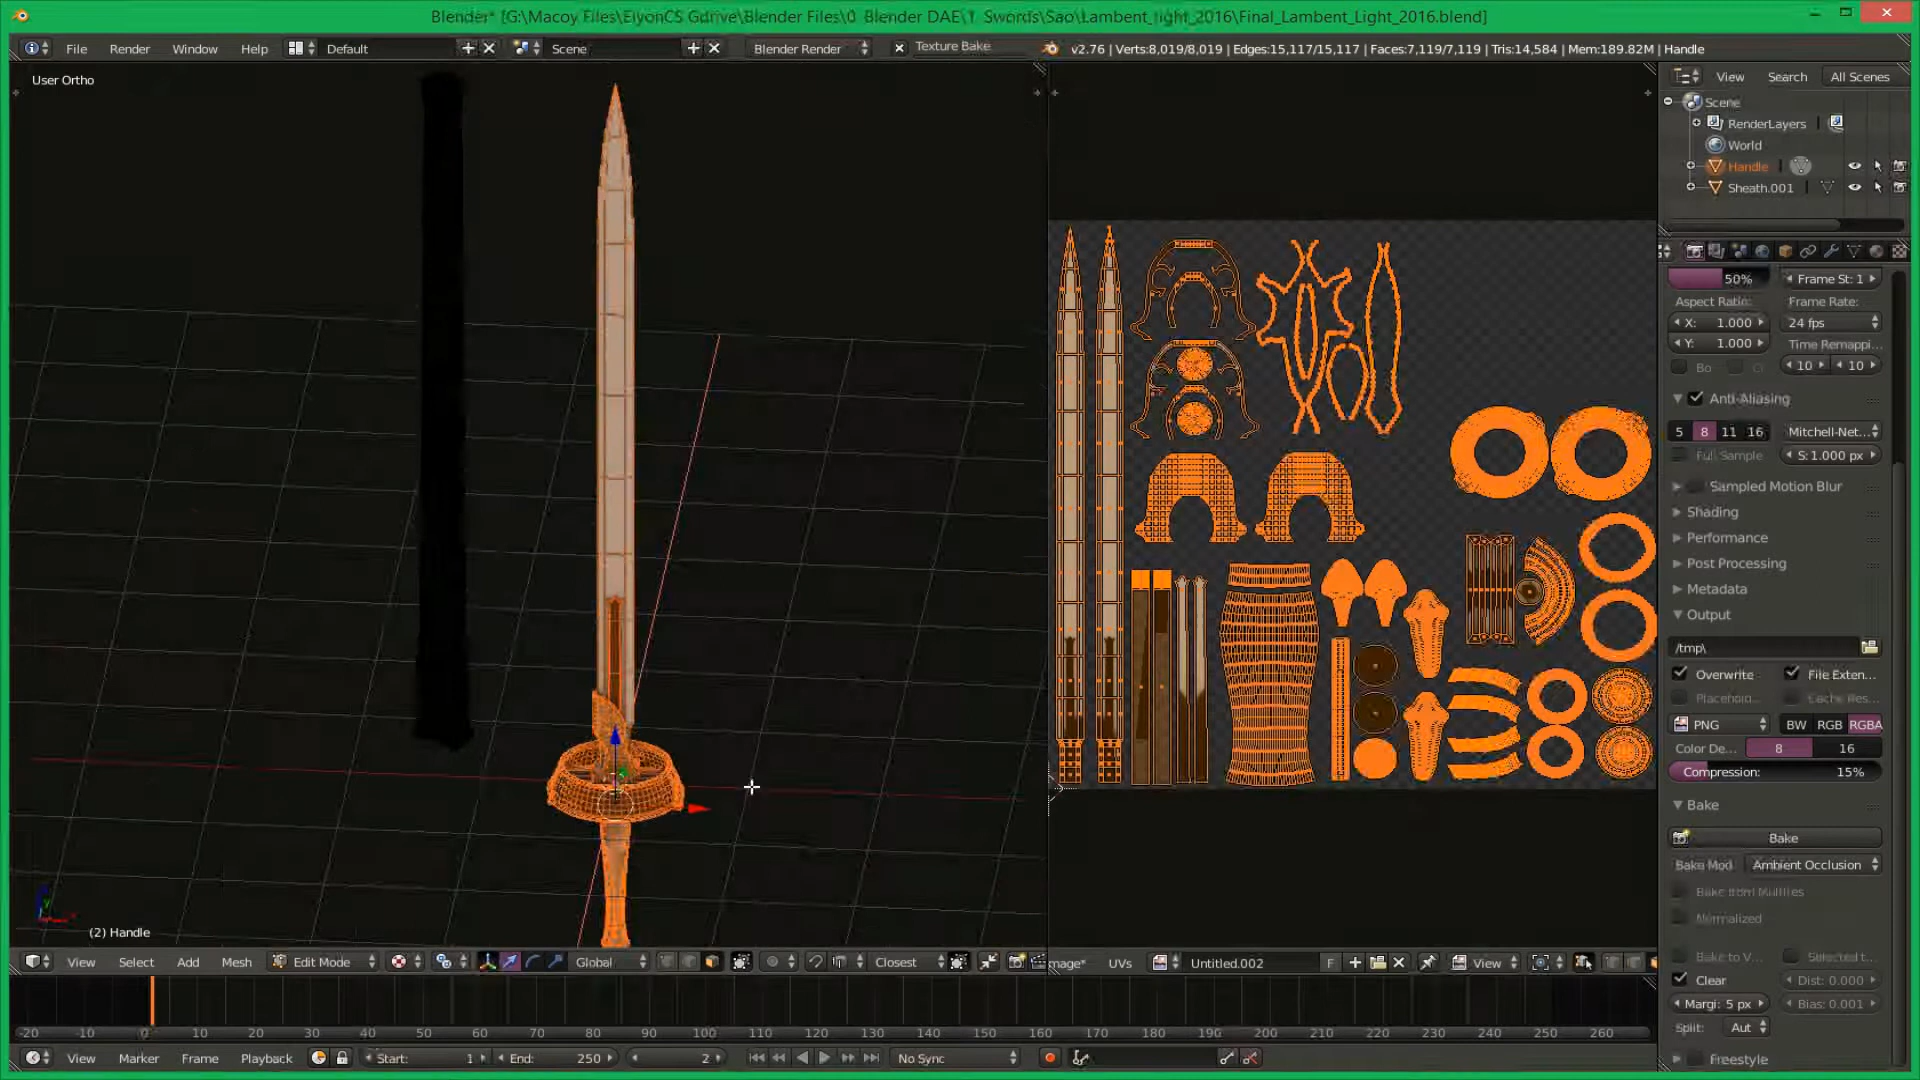 Blender* [G:\Macoy Files\ElyonCS Gdrive\Blender Files\0 Blender DAE\1. Swords\Sao\Lambent_light_2016\Final_Lambent_Light_2016.blend]
File Render Window Help Default Scene Blender Render Texture Bake v2.76 | Verts:8,019/8,019 | Edges:15,117/15,117 | Faces:7,119/7,119 | Tris:14,584 | Mem:189.82M | Handle
User Ortho
View Search All Scenes
Scene
RenderLayers
World
Handle
Sheath.001
50% Frame St: 1
Aspect Ratio: Frame Rate:
X: 1.000 24 fps
Y: 1.000 Time Remappi...
Bo 10 10
Anti-Aliasing
5 8 11 16 Mitchell-Net...
Full Sample S: 1.000 px
Sampled Motion Blur
Shading
Performance
Post Processing
Metadata
Output
/tmp\
Overwrite File Exten...
Placehold... Cache Res...
PNG BW RGB RGBA
Color De... 8 16
Compression: 15%
Bake
Bake
Bake Mod Ambient Occlusion
Normalized
Bake to V... Selected t...
Clear Dist: 0.000
Margi: 5 px Bias: 0.001
Split: Aut
Freestyle
(2) Handle
View Select Add Mesh Edit Mode Global Closest
mage* UVs Untitled.002 F View
-20 -10 0 10 20 30 40 50 60 70 80 90 100 110 120 130 140 150 160 170 180 190 200 210 220 230 240 250 260
View Marker Frame Playback Start: 1 End: 250 2 No Sync